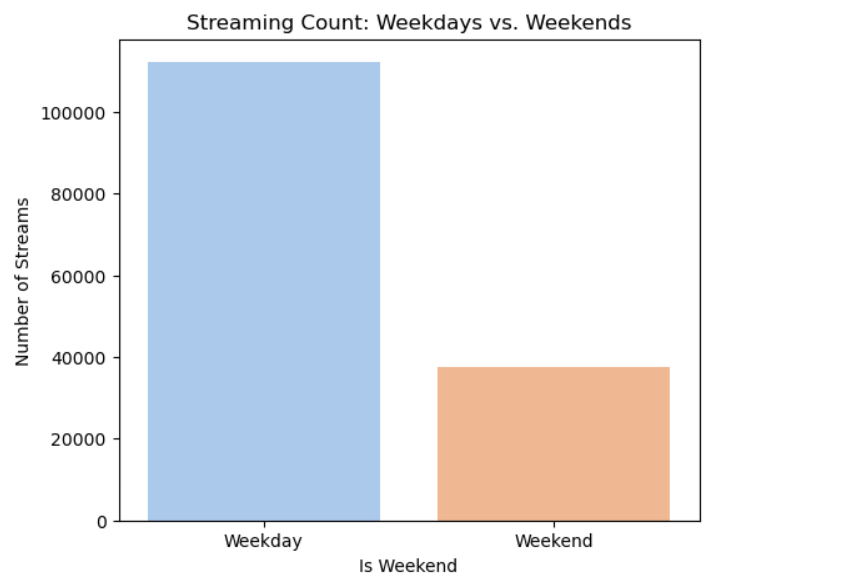 Streaming Count: Weekdays vs. Weekends
Number of Streams
100000
80000
60000
40000
20000
0
Weekday
Weekend
Is Weekend